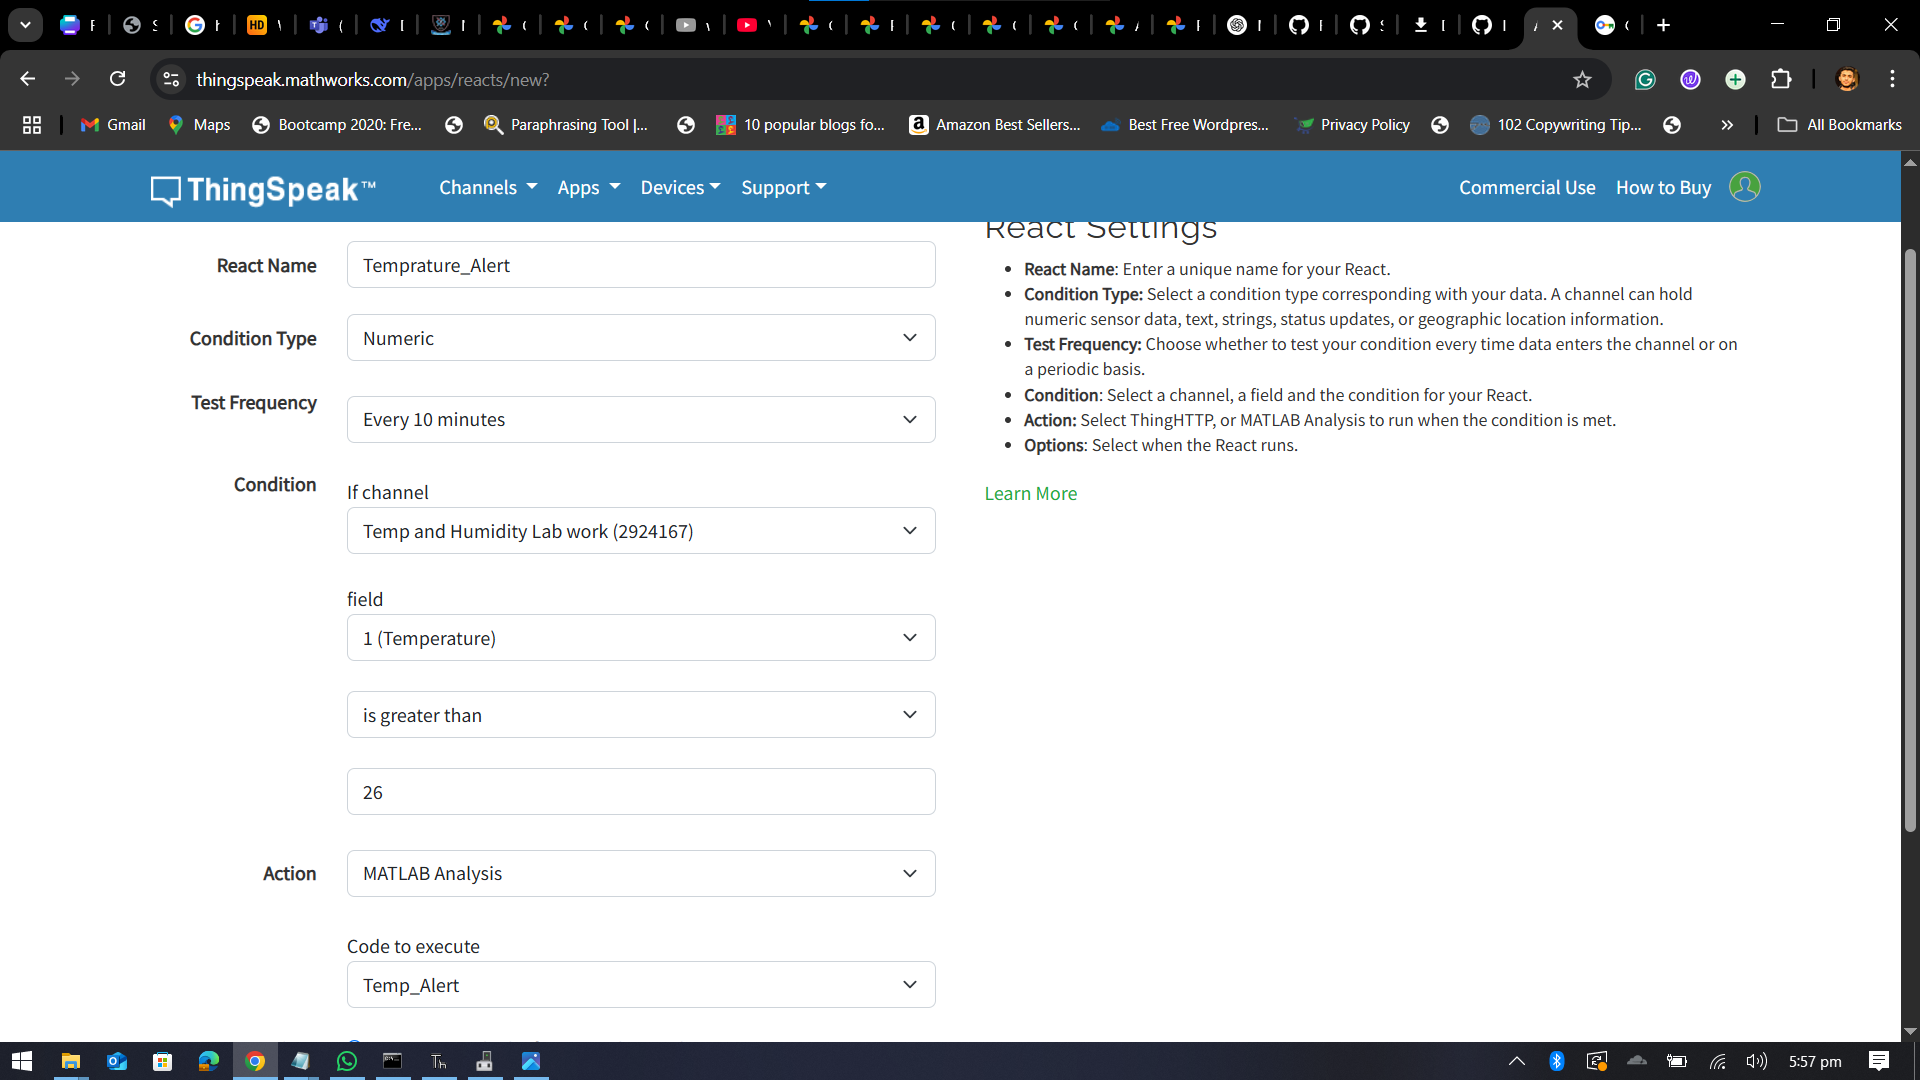 thingspeak.mathworks.com/apps/reacts/new?
Gmail
Maps
Bootcamp 2020: Fre...
Paraphrasing Tool |...
10 popular blogs fo...
Amazon Best Sellers...
Best Free Wordpres...
Privacy Policy
102 Copywriting Tip...
All Bookmarks
ThingSpeak™
Channels
Apps
Devices
Support
Commercial Use
How to Buy
React Name
Temprature_Alert
Condition Type
Numeric
Test Frequency
Every 10 minutes
Condition
If channel
Temp and Humidity Lab work (2924167)
field
1 (Temperature)
is greater than
26
Action
MATLAB Analysis
Code to execute
Temp_Alert
React Settings
React Name: Enter a unique name for your React.
Condition Type: Select a condition type corresponding with your data. A channel can hold
numeric sensor data, text, strings, status updates, or geographic location information.
Test Frequency: Choose whether to test your condition every time data enters the channel or on
a periodic basis.
Condition: Select a channel, a field and the condition for your React.
Action: Select ThingHTTP, or MATLAB Analysis to run when the condition is met.
Options: Select when the React runs.
Learn More
5:57 pm